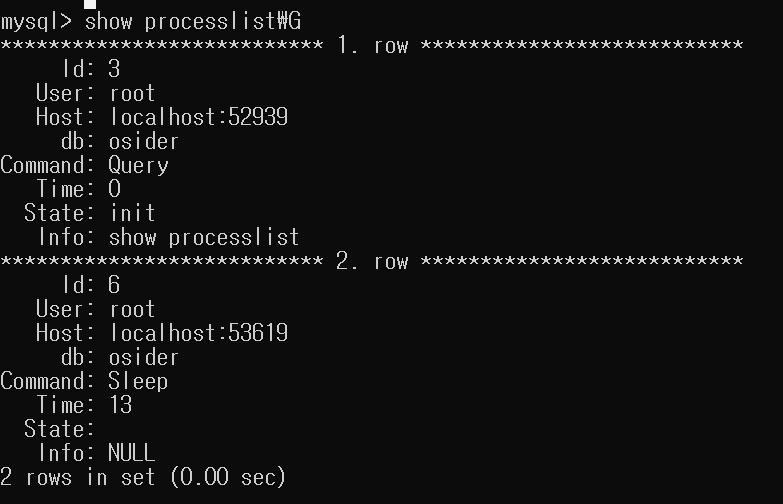 mysql> show processlist₩G
*************************** 1. row ***************************
Id: 3
User: root
Host: localhost:52939
db: osider
Command: Query
Time: 0
State: init
Info: show processlist
*************************** 2. row ***************************
Id: 6
User: root
Host: localhost:53619
db: osider
Command: Sleep
Time: 13
State:
Info: NULL
2 rows in set (0.00 sec)